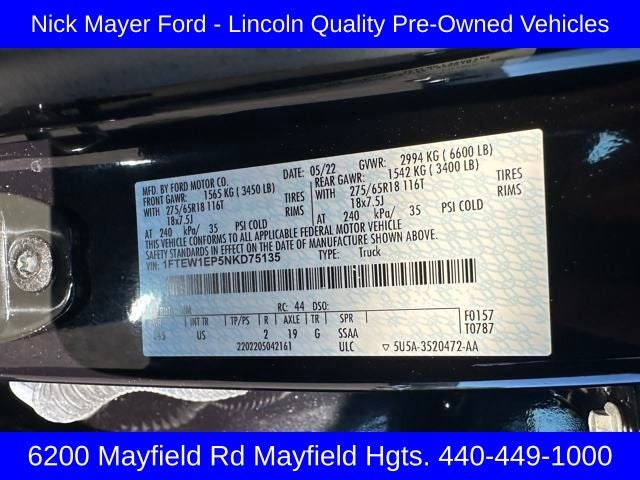 Nick Mayer Ford - Lincoln Quality Pre-Owned Vehicles
MFD. BY FORD MOTOR CO. DATE: 05/22 GVWR: 2994 KG ( 6600 LB)
FRONT GAWR: 1565 KG ( 3450 LB) REAR GAWR: 1542 KG ( 3400 LB)
WITH 275/65R18 116T TIRES WITH 275/65R18 116T TIRES
18x7.5J RIMS 18x7.5J RIMS
AT 240 kPa/ 35 PSI COLD AT 240 kPa/ 35 PSI COLD
THIS VEHICLE CONFORMS TO ALL APPLICABLE FEDERAL MOTOR VEHICLE SAFETY AND THEFT PREVENTION STANDARDS IN EFFECT ON THE DATE OF MANUFACTURE SHOWN ABOVE.
VIN: 1FTEW1EP5NKD75135 TYPE: Truck
RC: 44 DSO:
F0157
T0787
INT TR TP/PS R AXLE TR SPR
US 2 19 G SSAA
2202205042161 ULC 5U5A-3520472-AA
6200 Mayfield Rd Mayfield Hgts. 440-449-1000